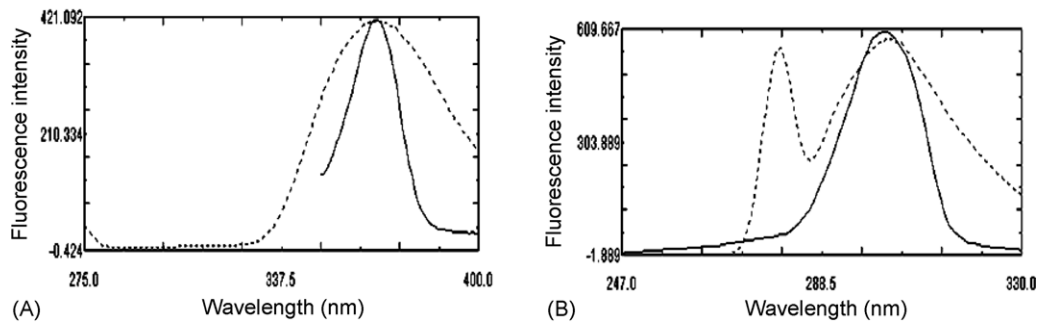 421.092
210.334
-0.424
275.0
337.5
400.0
Fluorescence intensity
Wavelength (nm)
(A)
609.667
303.889
-1.889
247.0
288.5
330.0
Fluorescence intensity
Wavelength (nm)
(B)